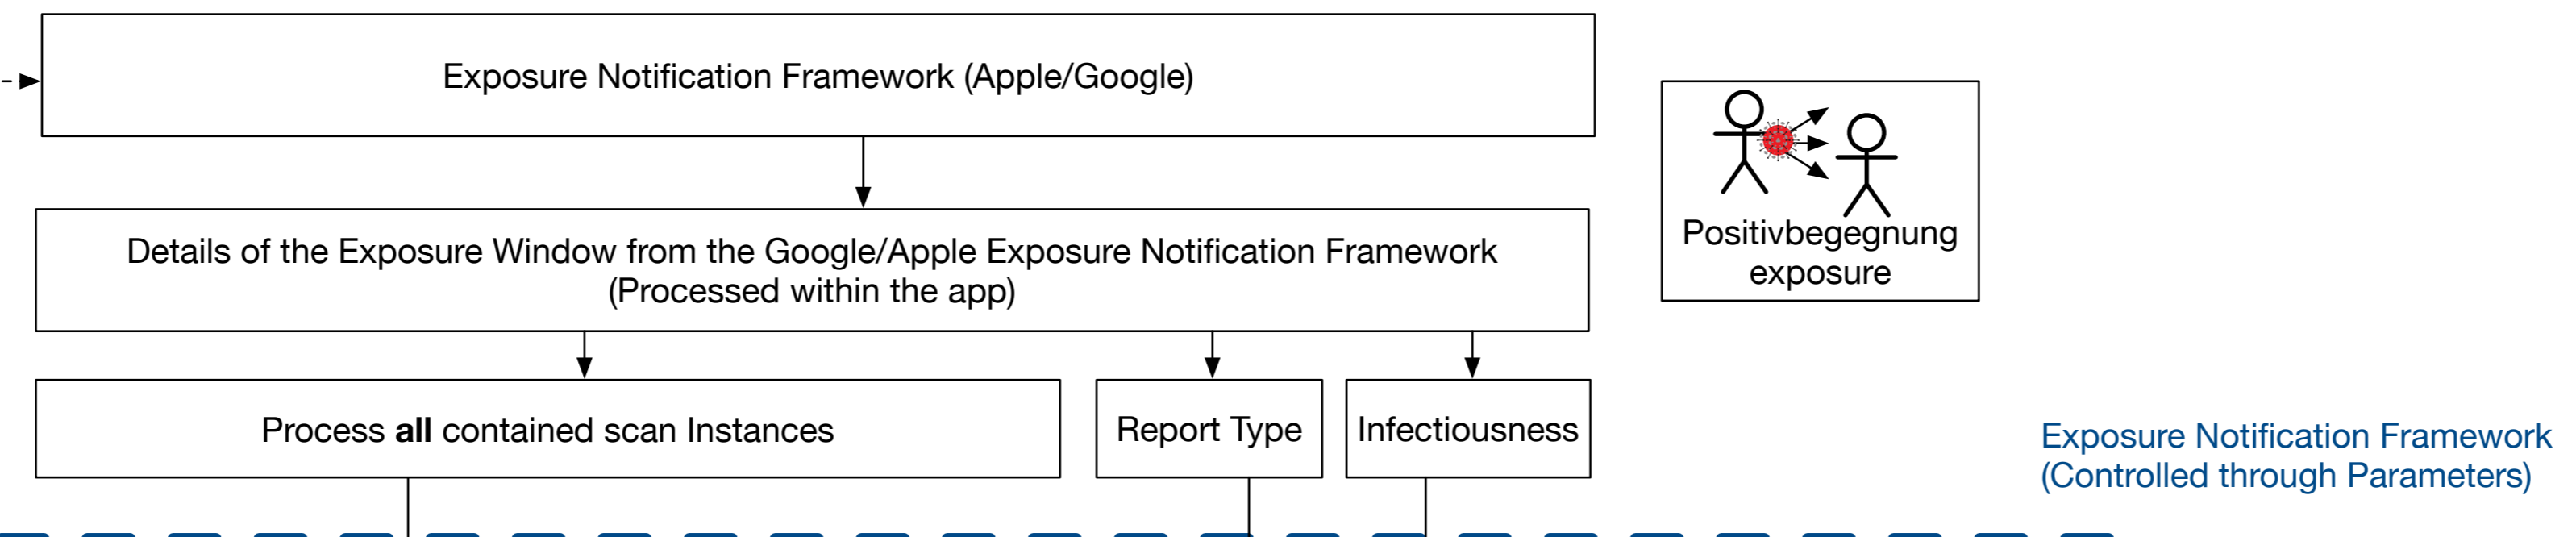 Exposure Notification Framework (Apple/Google)
Details of the Exposure Window from the Google/Apple Exposure Notification Framework
(Processed within the app)
Positivbegegnung
exposure
Process all contained scan Instances
Report Type
Infectiousness
Exposure Notification Framework
(Controlled through Parameters)